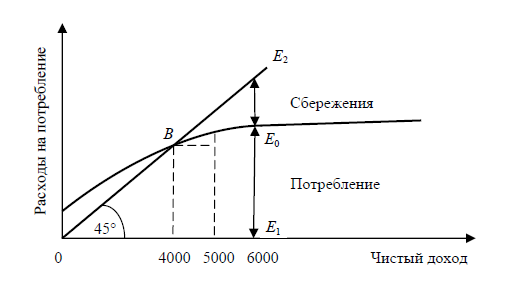 Расходы на потребление
E2
Сбережения
B
E0
Потребление
45°
E1
0
4000
5000
6000
Чистый доход